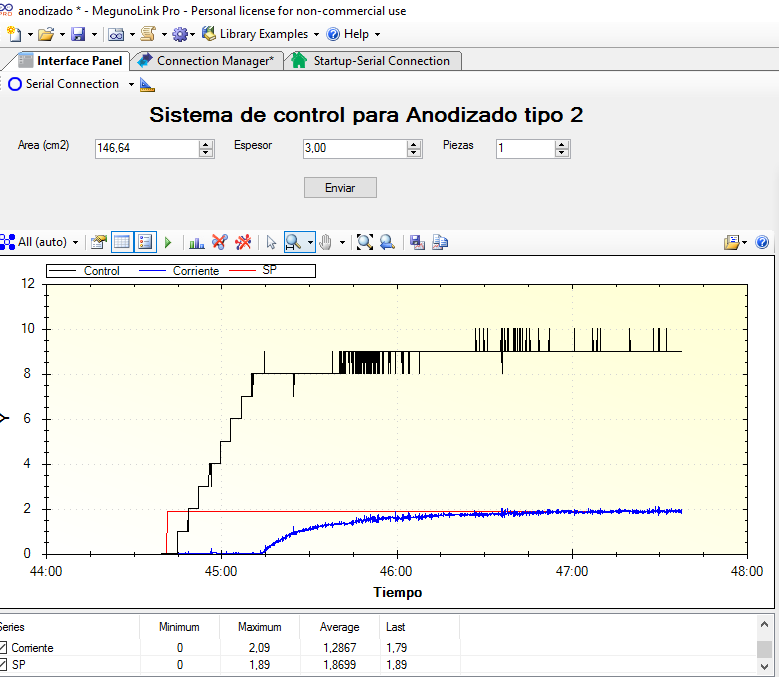 anodizado * - MegunoLink Pro - Personal license for non-commercial use
PRO
Library Examples Help
Interface Panel Connection Manager* Startup-Serial Connection
Serial Connection
Sistema de control para Anodizado tipo 2
Area (cm2) 146,64 Espesor 3,00 Piezas 1
Enviar
All (auto)
Control Corriente SP
12
10
8
6
Y
4
2
0
44:00 45:00 46:00 47:00 48:00
Tiempo
Series Minimum Maximum Average Last
Corriente 0 2,09 1,2867 1,79
SP 0 1,89 1,8699 1,89